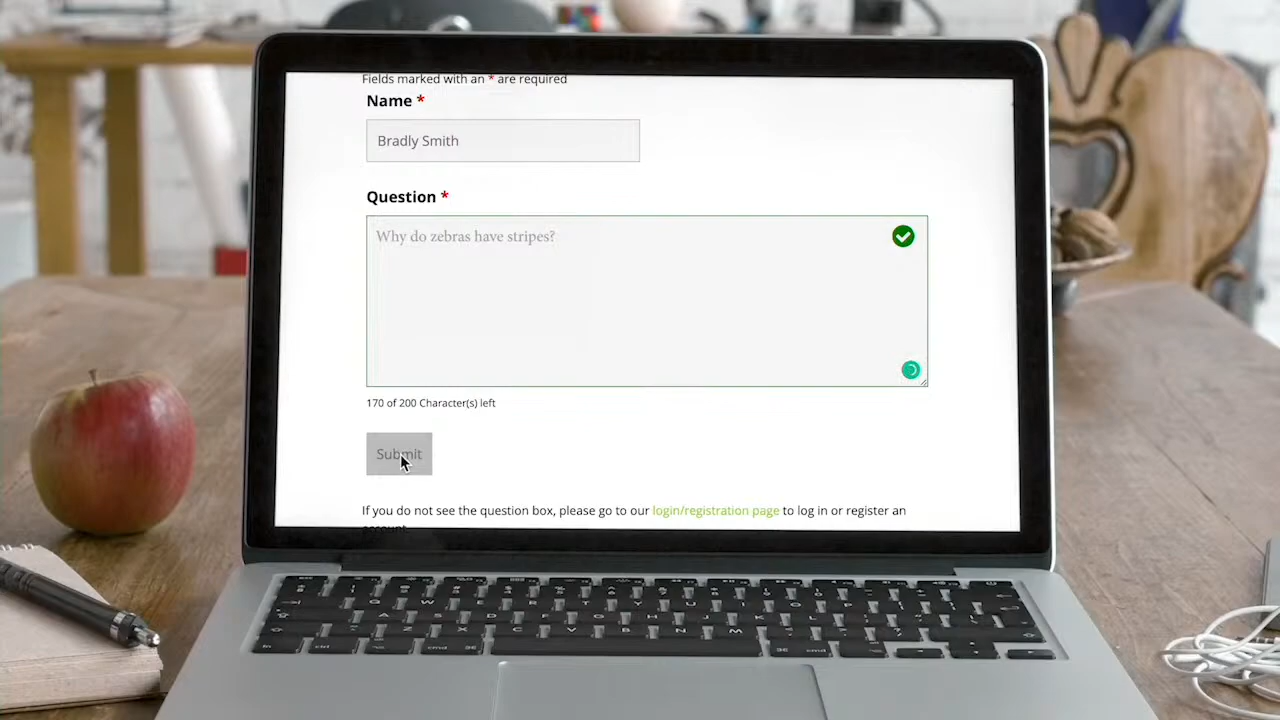 Fields marked with an * are required
Name *
Bradly Smith
Question *
Why do zebras have stripes?
170 of 200 Character(s) left
Submit
If you do not see the question box, please go to our login/registration page to log in or register an
account.